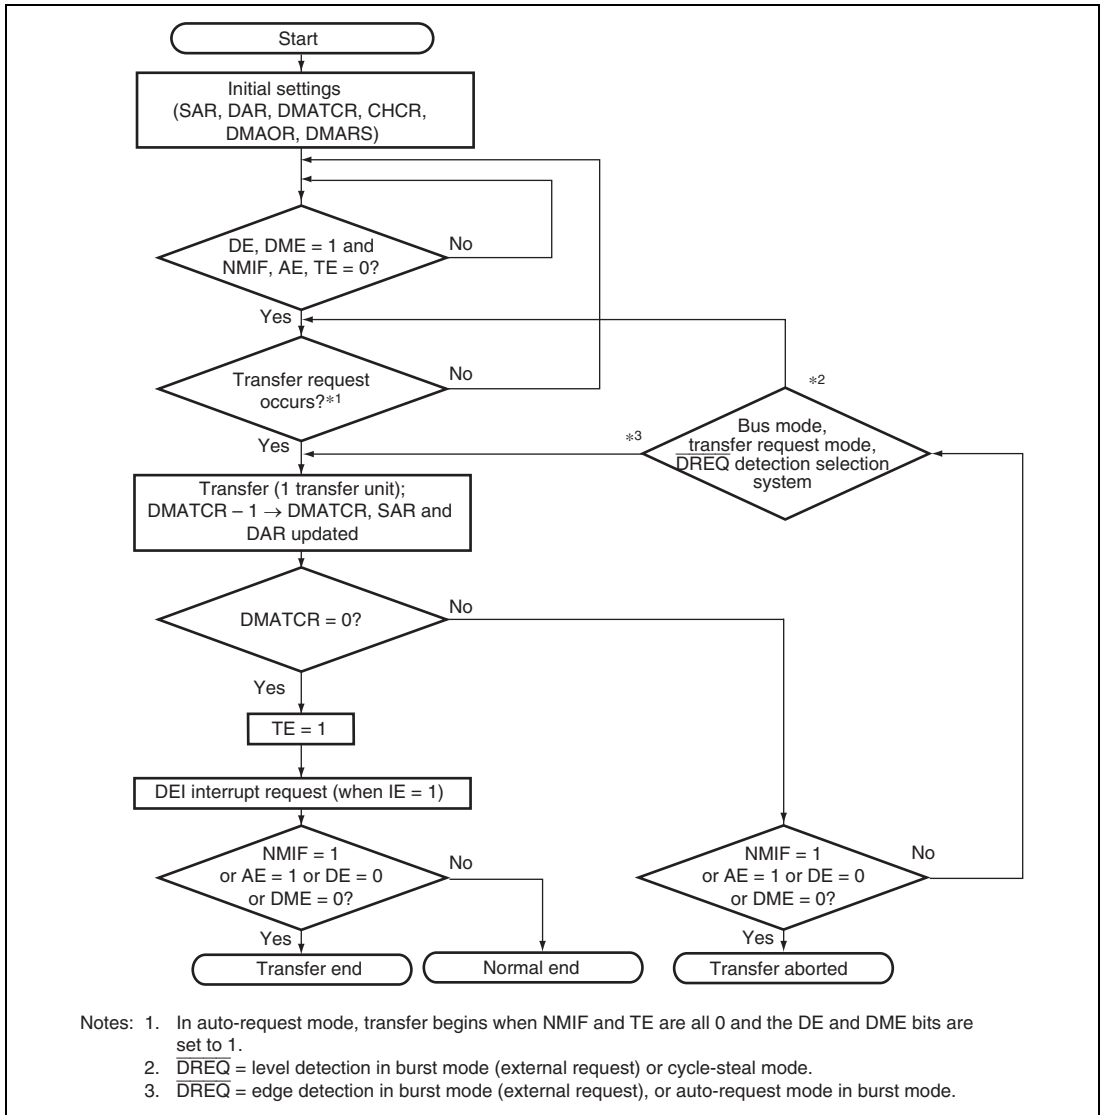 Start
Initial settings
(SAR, DAR, DMATCR, CHCR,
DMAOR, DMARS)
DE, DME = 1 and
NMIF, AE, TE = 0?
No
Yes
Transfer request
occurs?*1
No
Yes
*2
Bus mode,
transfer request mode,
DREQ detection selection
system
*3
Transfer (1 transfer unit);
DMATCR – 1 → DMATCR, SAR and
DAR updated
DMATCR = 0?
No
Yes
TE = 1
DEI interrupt request (when IE = 1)
NMIF = 1
or AE = 1 or DE = 0
or DME = 0?
No
Yes
NMIF = 1
or AE = 1 or DE = 0
or DME = 0?
No
Yes
Transfer end
Normal end
Transfer aborted
Notes: 1. In auto-request mode, transfer begins when NMIF and TE are all 0 and the DE and DME bits are
set to 1.
2. DREQ = level detection in burst mode (external request) or cycle-steal mode.
3. DREQ = edge detection in burst mode (external request), or auto-request mode in burst mode.